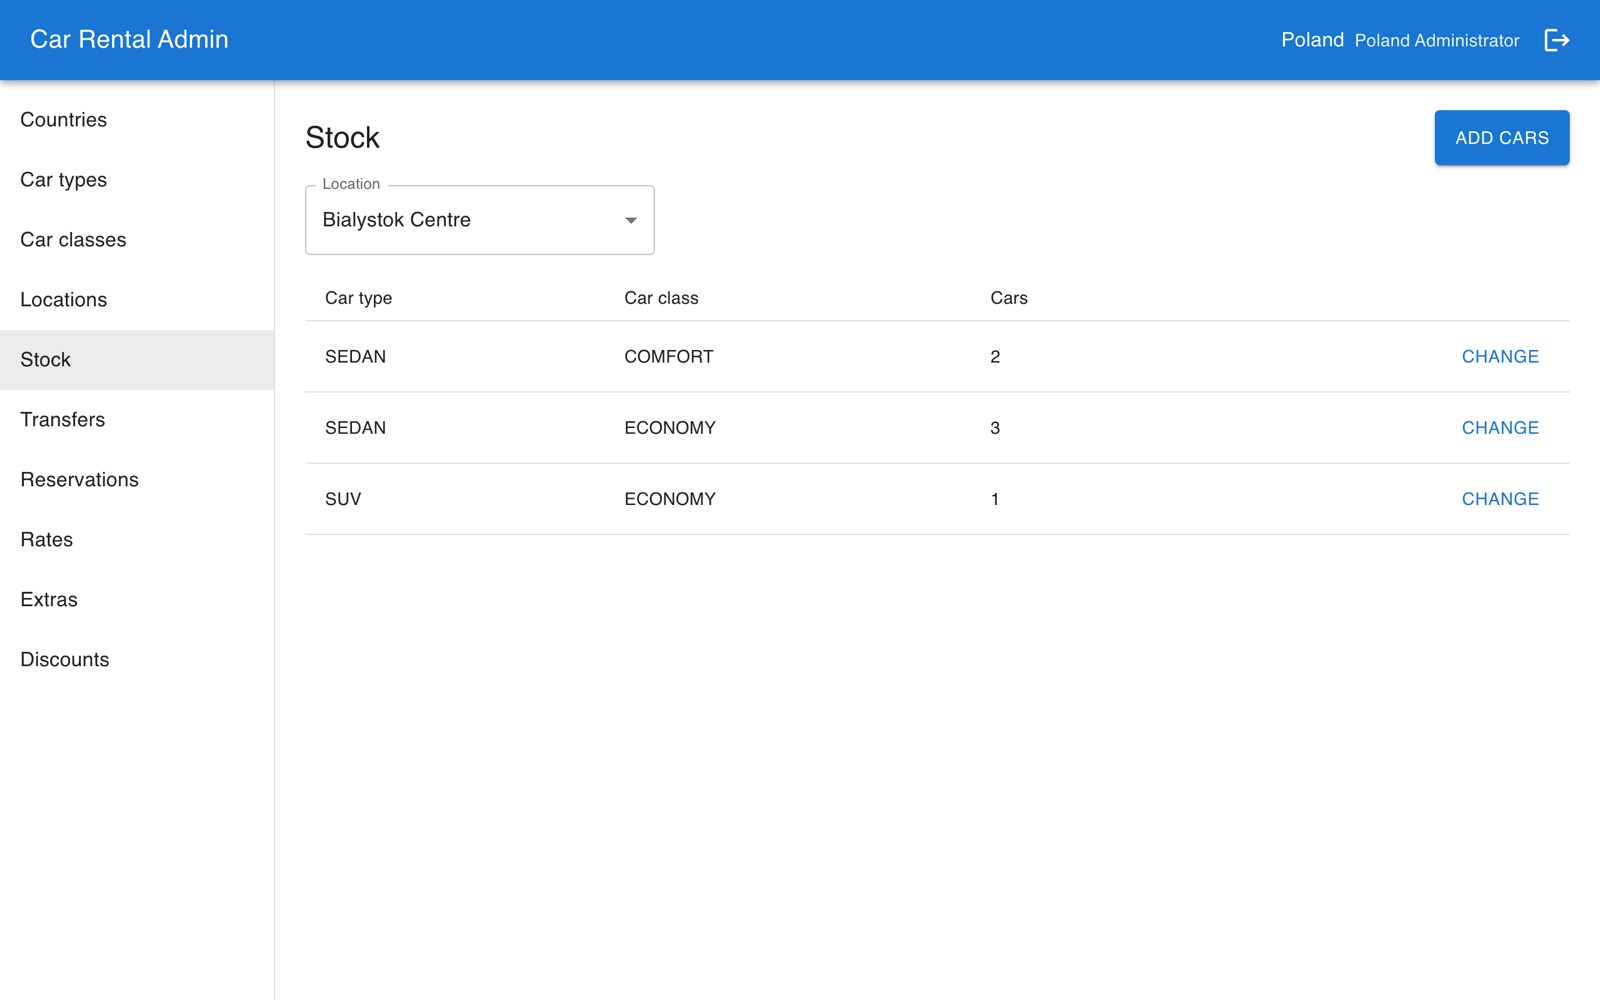 Car Rental Admin
Poland Poland Administrator
Countries
Car types
Car classes
Locations
Stock
Transfers
Reservations
Rates
Extras
Discounts
Stock
ADD CARS
Location
Bialystok Centre
Car type Car class Cars
SEDAN COMFORT 2 CHANGE
SEDAN ECONOMY 3 CHANGE
SUV ECONOMY 1 CHANGE